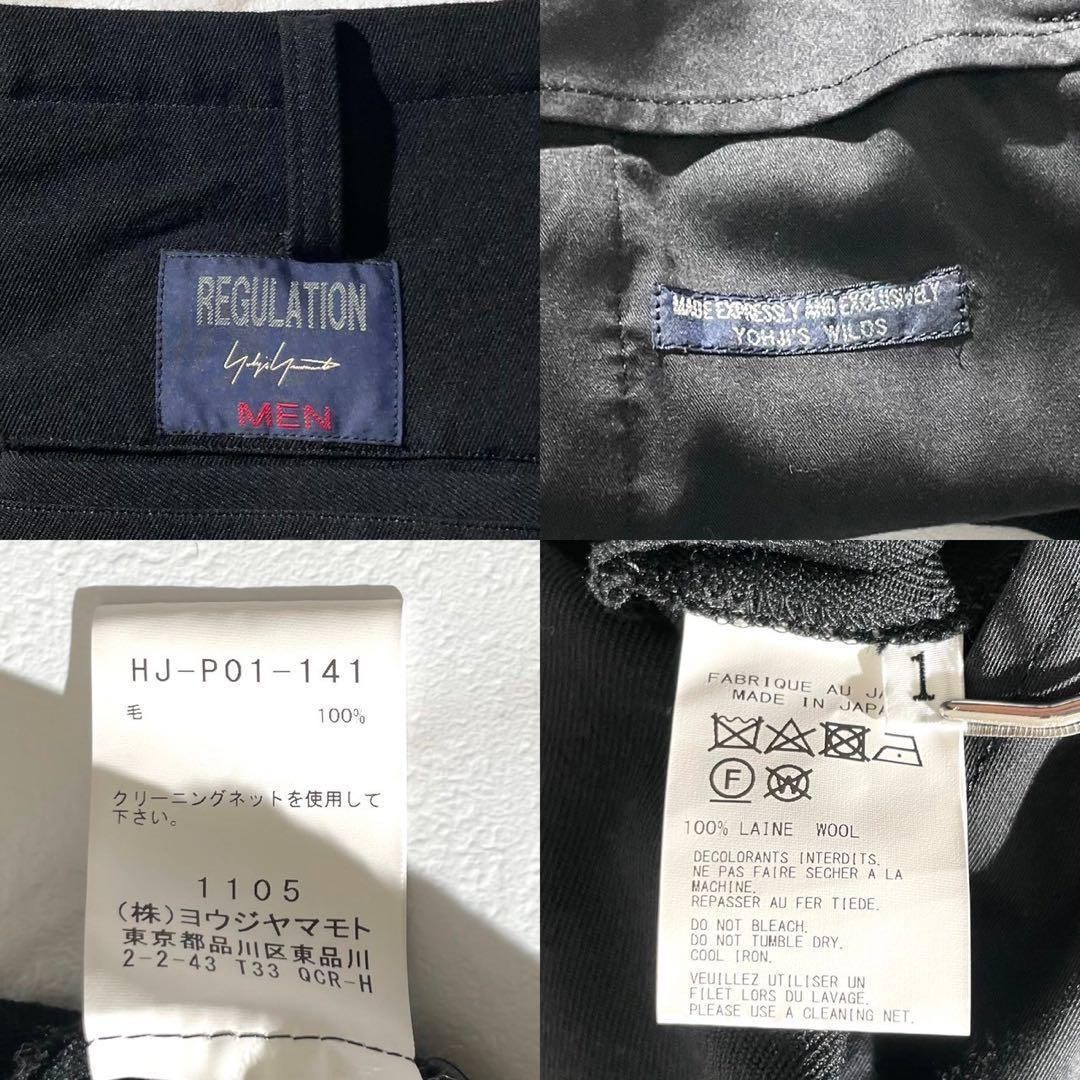 REGULATION
Yohji Yamamoto
MEN
MADE EXPRESSLY AND EXCLUSIVELY
YOHJI'S WILDS
HJ-P01-141
毛 100%
クリーニングネットを使用して
下さい。
1105
(株)ヨウジヤマモト
東京都品川区東品川
2-2-43 T33 QCR-H
1
FABRIQUE AU JA
MADE IN JAPA
F
W
100% LAINE WOOL
DECOLORANTS INTERDITS.
NE PAS FAIRE SECHER A LA
MACHINE.
REPASSER AU FER TIEDE.
DO NOT BLEACH.
DO NOT TUMBLE DRY.
COOL IRON.
VEUILLEZ UTILISER UN
FILET LORS DU LAVAGE.
PLEASE USE A CLEANING NET.